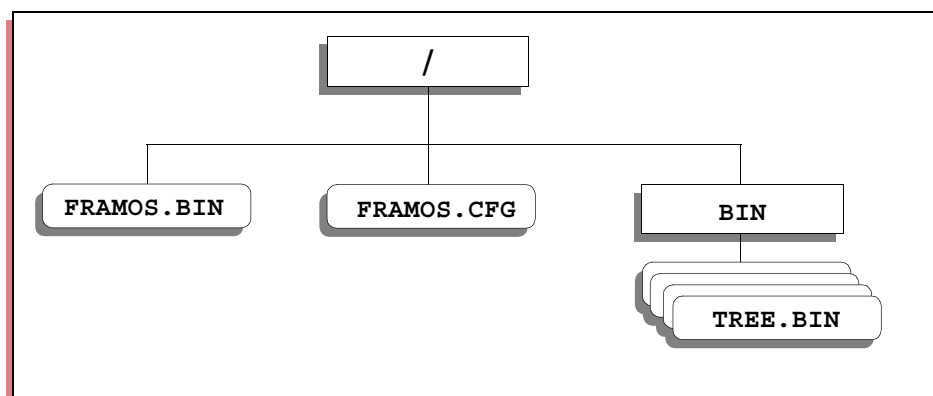 /
FRAMOS.BIN
FRAMOS.CFG
BIN
TREE.BIN